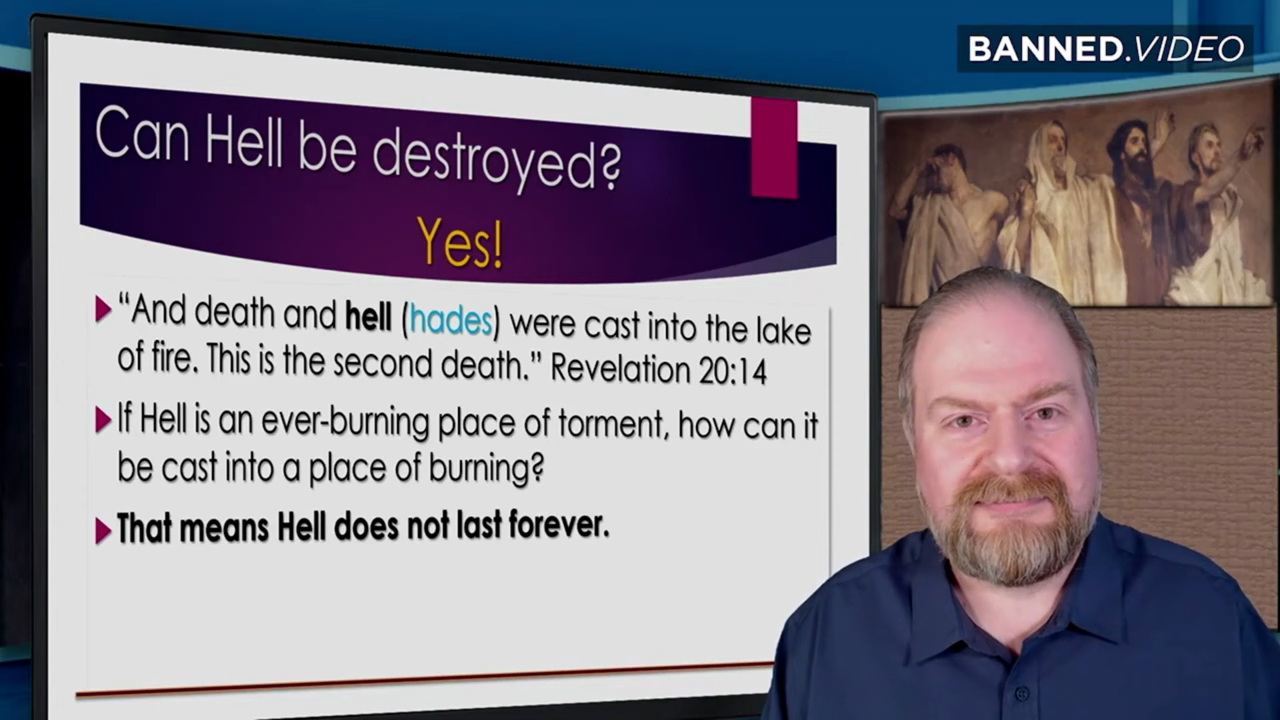 BANNED.VIDEO
Can Hell be destroyed?
Yes!
“And death and hell (hades) were cast into the lake
of fire. This is the second death.” Revelation 20:14
If Hell is an ever-burning place of torment, how can it
be cast into a place of burning?
That means Hell does not last forever.